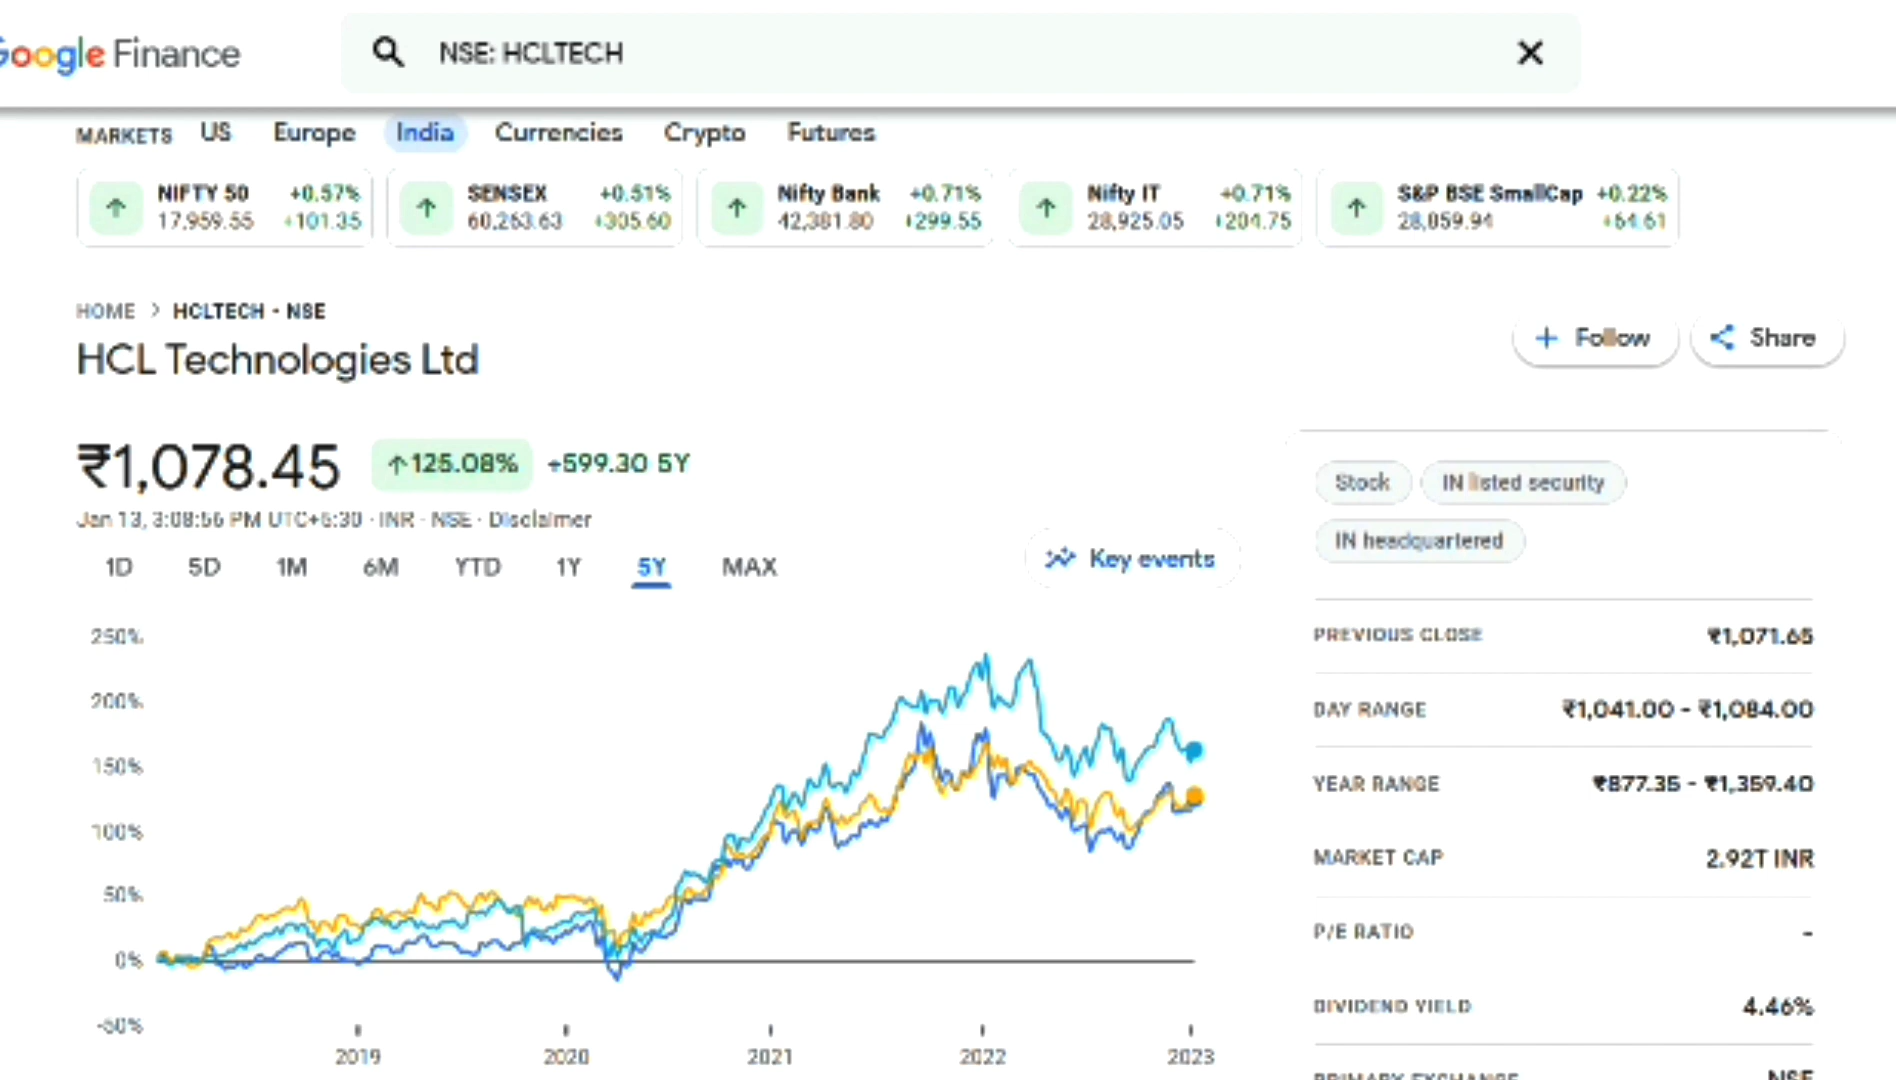 Google Finance
NSE: HCLTECH
MARKETS US Europe India Currencies Crypto Futures
NIFTY 50 +0.57% SENSEX +0.51% Nifty Bank +0.71% Nifty IT +0.71% S&P BSE SmallCap +0.22%
17,959.55 +101.35 60,263.63 +305.60 42,381.80 +299.55 28,925.05 +204.75 28,859.94 +64.61
HOME > HCLTECH • NSE
HCL Technologies Ltd
+ Follow Share
₹1,078.45 ↑125.08% +599.30 5Y
Jan 13, 3:08:56 PM UTC+5:30 · INR · NSE · Disclaimer
1D 5D 1M 6M YTD 1Y 5Y MAX
Key events
250%
200%
150%
100%
50%
0%
-50%
2019 2020 2021 2022 2023
Stock IN listed security
IN headquartered
PREVIOUS CLOSE ₹1,071.65
DAY RANGE ₹1,041.00 - ₹1,084.00
YEAR RANGE ₹877.35 - ₹1,359.40
MARKET CAP 2.92T INR
P/E RATIO -
DIVIDEND YIELD 4.46%
PRIMARY EXCHANGE NSE